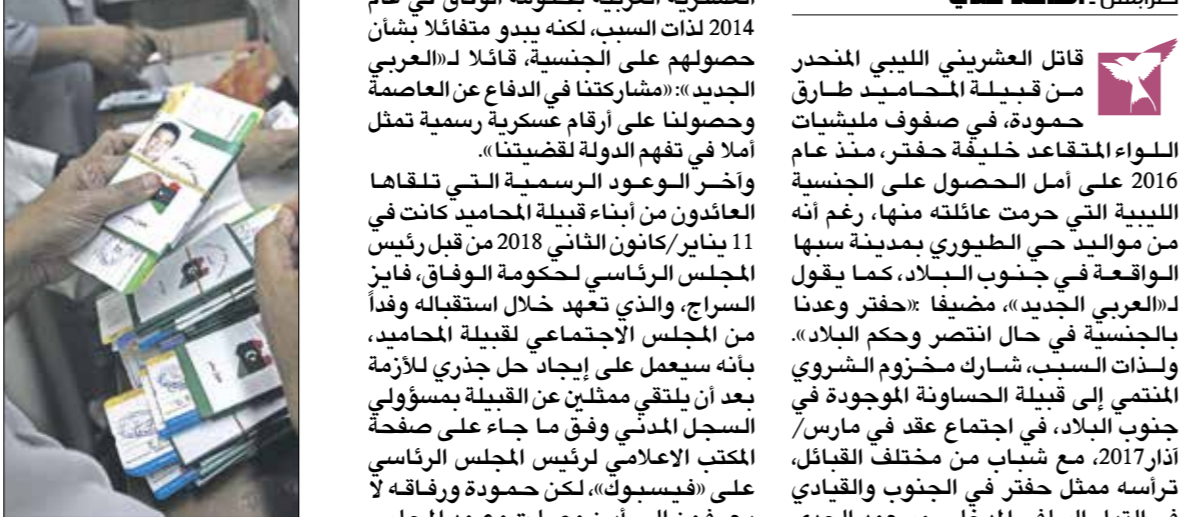 قاتل العشريني الليبي المنحدر
من قبيلة المحاميد طارق
حمودة، في صفوف مليشيات
اللواء المتقاعد خليفة حفتر، منذ عام
2016 على أمل الحصول على الجنسية
الليبية التي حرمت عائلته منها، رغم أنه
من مواليد حي الطيوري بمدينة سبها
الواقعة في جنوب البلاد، كما يقول
لـ«العربي الجديد»، مضيفا :«حفتر وعدنا
بالجنسية في حال انتصر وحكم البلاد».
ولذات السبب، شارك مخزوم الشروي
المنتمي إلى قبيلة الحساونة الموجودة في
جنوب البلاد، في اجتماع عقد في مارس/
آذار2017، مع شباب من مختلف القبائل،
ترأسه ممثل حفتر في الجنوب والقيادي
العسكرية الغربية بحكومة الوفاق في عام
2014 لذات السبب، لكنه يبدو متفائلا بشأن
حصولهم على الجنسية، قائلا لـ«العربي
الجديد»:«مشاركتنا في الدفاع عن العاصمة
وحصولنا على أرقام عسكرية رسمية تمثل
أملا في تفهم الدولة لقضيتنا».
وآخر الوعود الرسمية التي تلقاها
العائدون من أبناء قبيلة المحاميد كانت في
11 يناير/كانون الثاني 2018 من قبل رئيس
المجلس الرئاسي لحكومة الوفاق، فايز
السراج، والذي تعهد خلال استقباله وفداً
من المجلس الاجتماعي لقبيلة المحاميد،
بأنه سيعمل على إيجاد حل جذري للأزمة
بعد أن يلتقي ممثلين عن القبيلة بمسؤولي
السجل المدني وفق ما جاء على صفحة
المكتب الاعلامي لرئيس المجلس الرئاسي
على «فيسبوك»، لكن حمودة ورفاقه لا